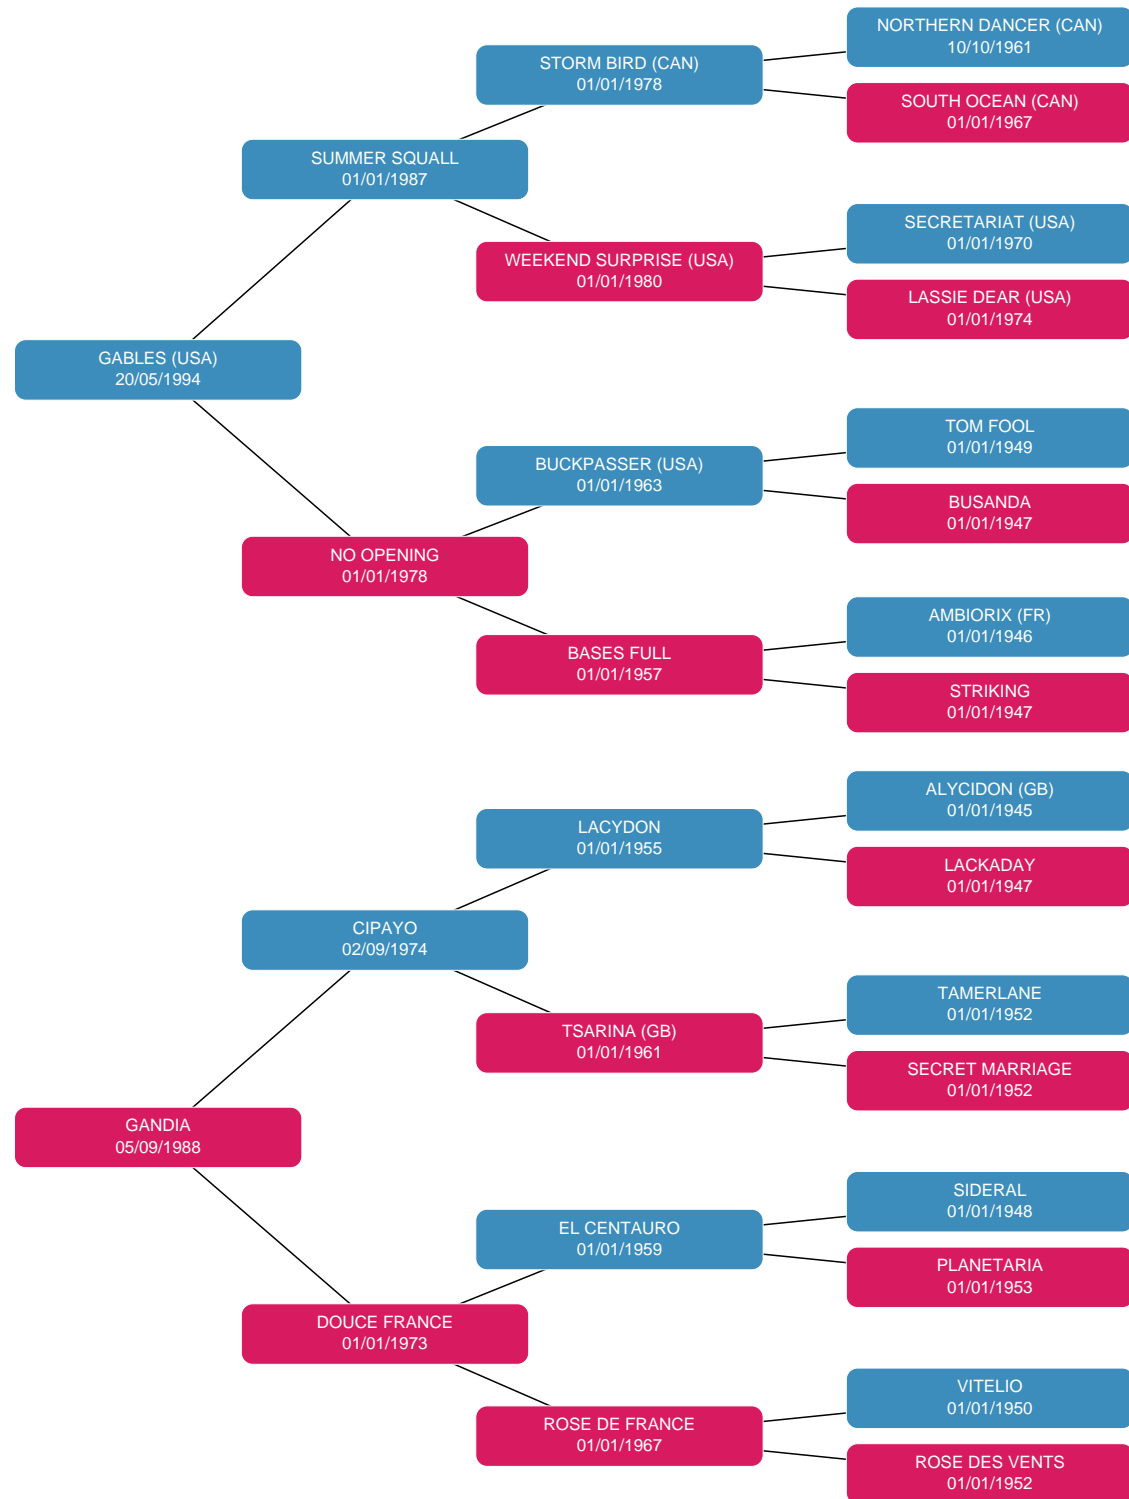 NORTHERN DANCER (CAN)
10/10/1961
STORM BIRD (CAN)
01/01/1978
SOUTH OCEAN (CAN)
01/01/1967
SUMMER SQUALL
01/01/1987
SECRETARIAT (USA)
01/01/1970
WEEKEND SURPRISE (USA)
01/01/1980
LASSIE DEAR (USA)
01/01/1974
GABLES (USA)
20/05/1994
TOM FOOL
01/01/1949
BUCKPASSER (USA)
01/01/1963
BUSANDA
01/01/1947
NO OPENING
01/01/1978
AMBIORIX (FR)
01/01/1946
BASES FULL
01/01/1957
STRIKING
01/01/1947
ALYCIDON (GB)
01/01/1945
LACYDON
01/01/1955
LACKADAY
01/01/1947
CIPAYO
02/09/1974
TAMERLANE
01/01/1952
TSARINA (GB)
01/01/1961
SECRET MARRIAGE
01/01/1952
GANDIA
05/09/1988
SIDERAL
01/01/1948
EL CENTAURO
01/01/1959
PLANETARIA
01/01/1953
DOUCE FRANCE
01/01/1973
VITELIO
01/01/1950
ROSE DE FRANCE
01/01/1967
ROSE DES VENTS
01/01/1952